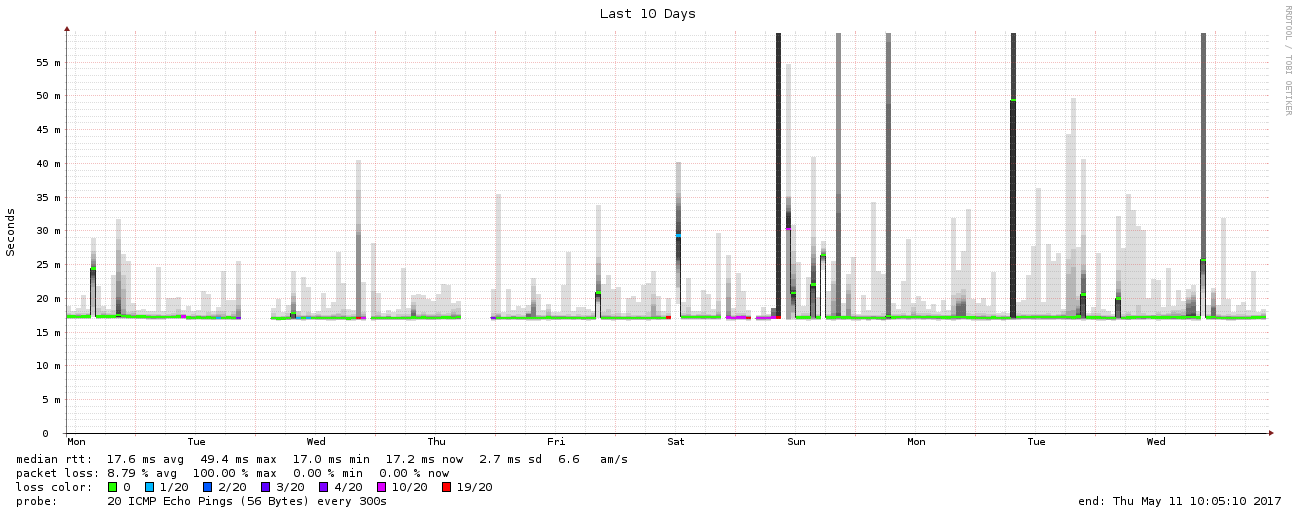 Last 10 Days
RRDTOOL / TOBI OETIKER
Seconds
55 m
50 m
45 m
40 m
35 m
30 m
25 m
20 m
15 m
10 m
5 m
0
Mon Tue Wed Thu Fri Sat Sun Mon Tue Wed
median rtt: 17.6 ms avg 49.4 ms max 17.0 ms min 17.2 ms now 2.7 ms sd 6.6 am/s
packet loss: 8.79 % avg 100.00 % max 0.00 % min 0.00 % now
loss color: 0 1/20 2/20 3/20 4/20 10/20 19/20
probe: 20 ICMP Echo Pings (56 Bytes) every 300s end: Thu May 11 10:05:10 2017